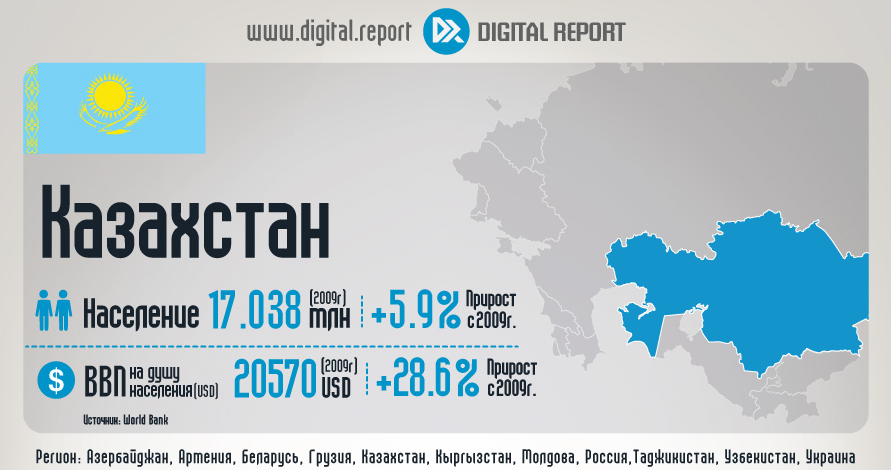 www.digital.report DIGITAL REPORT
Казахстан
Население 17.038 (2009г) млн +5.9% Прирост с 2009г.
$ ВВП на душу населения(USD) 20570 (2009г) USD +28.6% Прирост с 2009г.
Источник: World Bank
Регион: Азербайджан, Армения, Беларусь, Грузия, Казахстан, Кыргызстан, Молдова, Россия,Таджикистан, Узбекистан, Украина